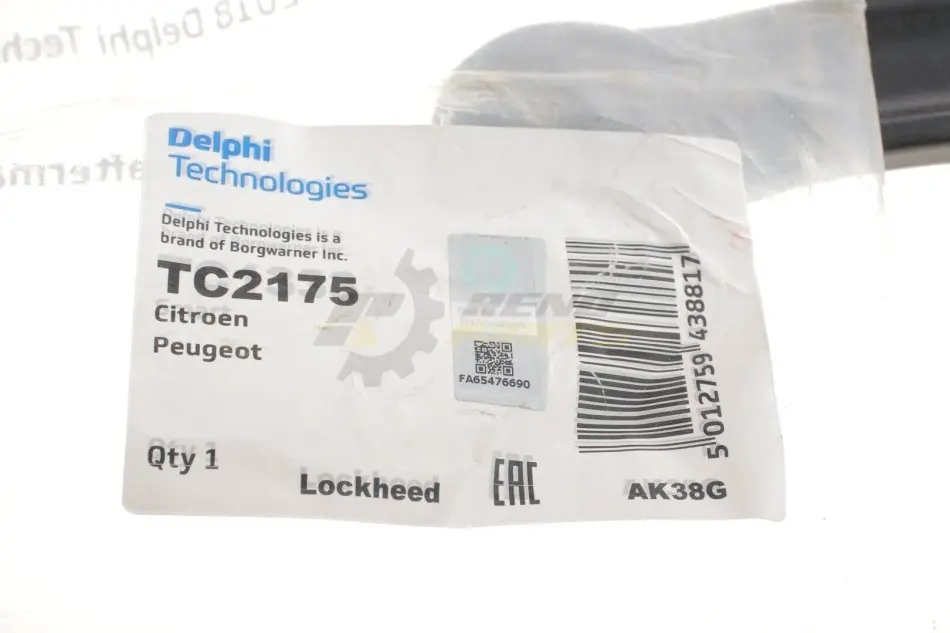 2018 Delphi Tech
afterma
Delphi
Technologies
Delphi Technologies is a
brand of Borgwarner Inc.
TC2175
Citroen
Peugeot
FA65476690
5 012759 438817
Qty 1
Lockheed
EAC
AK38G